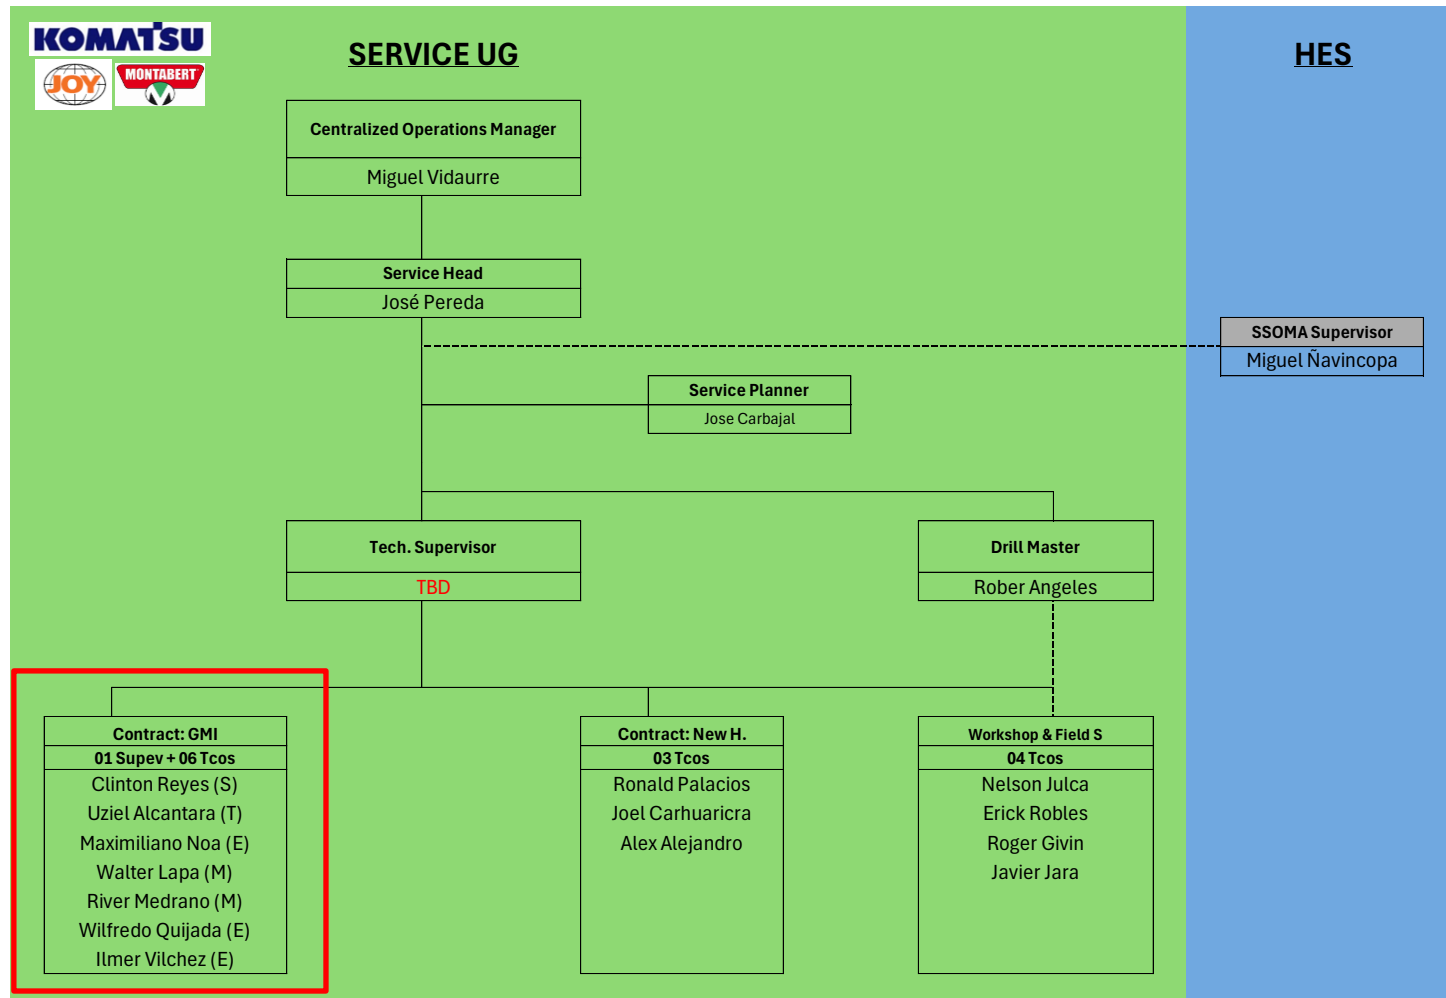 KOMATSU
JOY
MONTABERT
SERVICE UG
HES
Centralized Operations Manager
Miguel Vidaurre
Service Head
José Pereda
SSOMA Supervisor
Miguel Ñavincopa
Service Planner
Jose Carbajal
Tech. Supervisor
TBD
Drill Master
Rober Angeles
Contract: GMI
01 Supev + 06 Tcos
Clinton Reyes (S)
Uziel Alcantara (T)
Maximiliano Noa (E)
Walter Lapa (M)
River Medrano (M)
Wilfredo Quijada (E)
Ilmer Vilchez (E)
Contract: New H.
03 Tcos
Ronald Palacios
Joel Carhuaricra
Alex Alejandro
Workshop & Field S
04 Tcos
Nelson Julca
Erick Robles
Roger Givin
Javier Jara